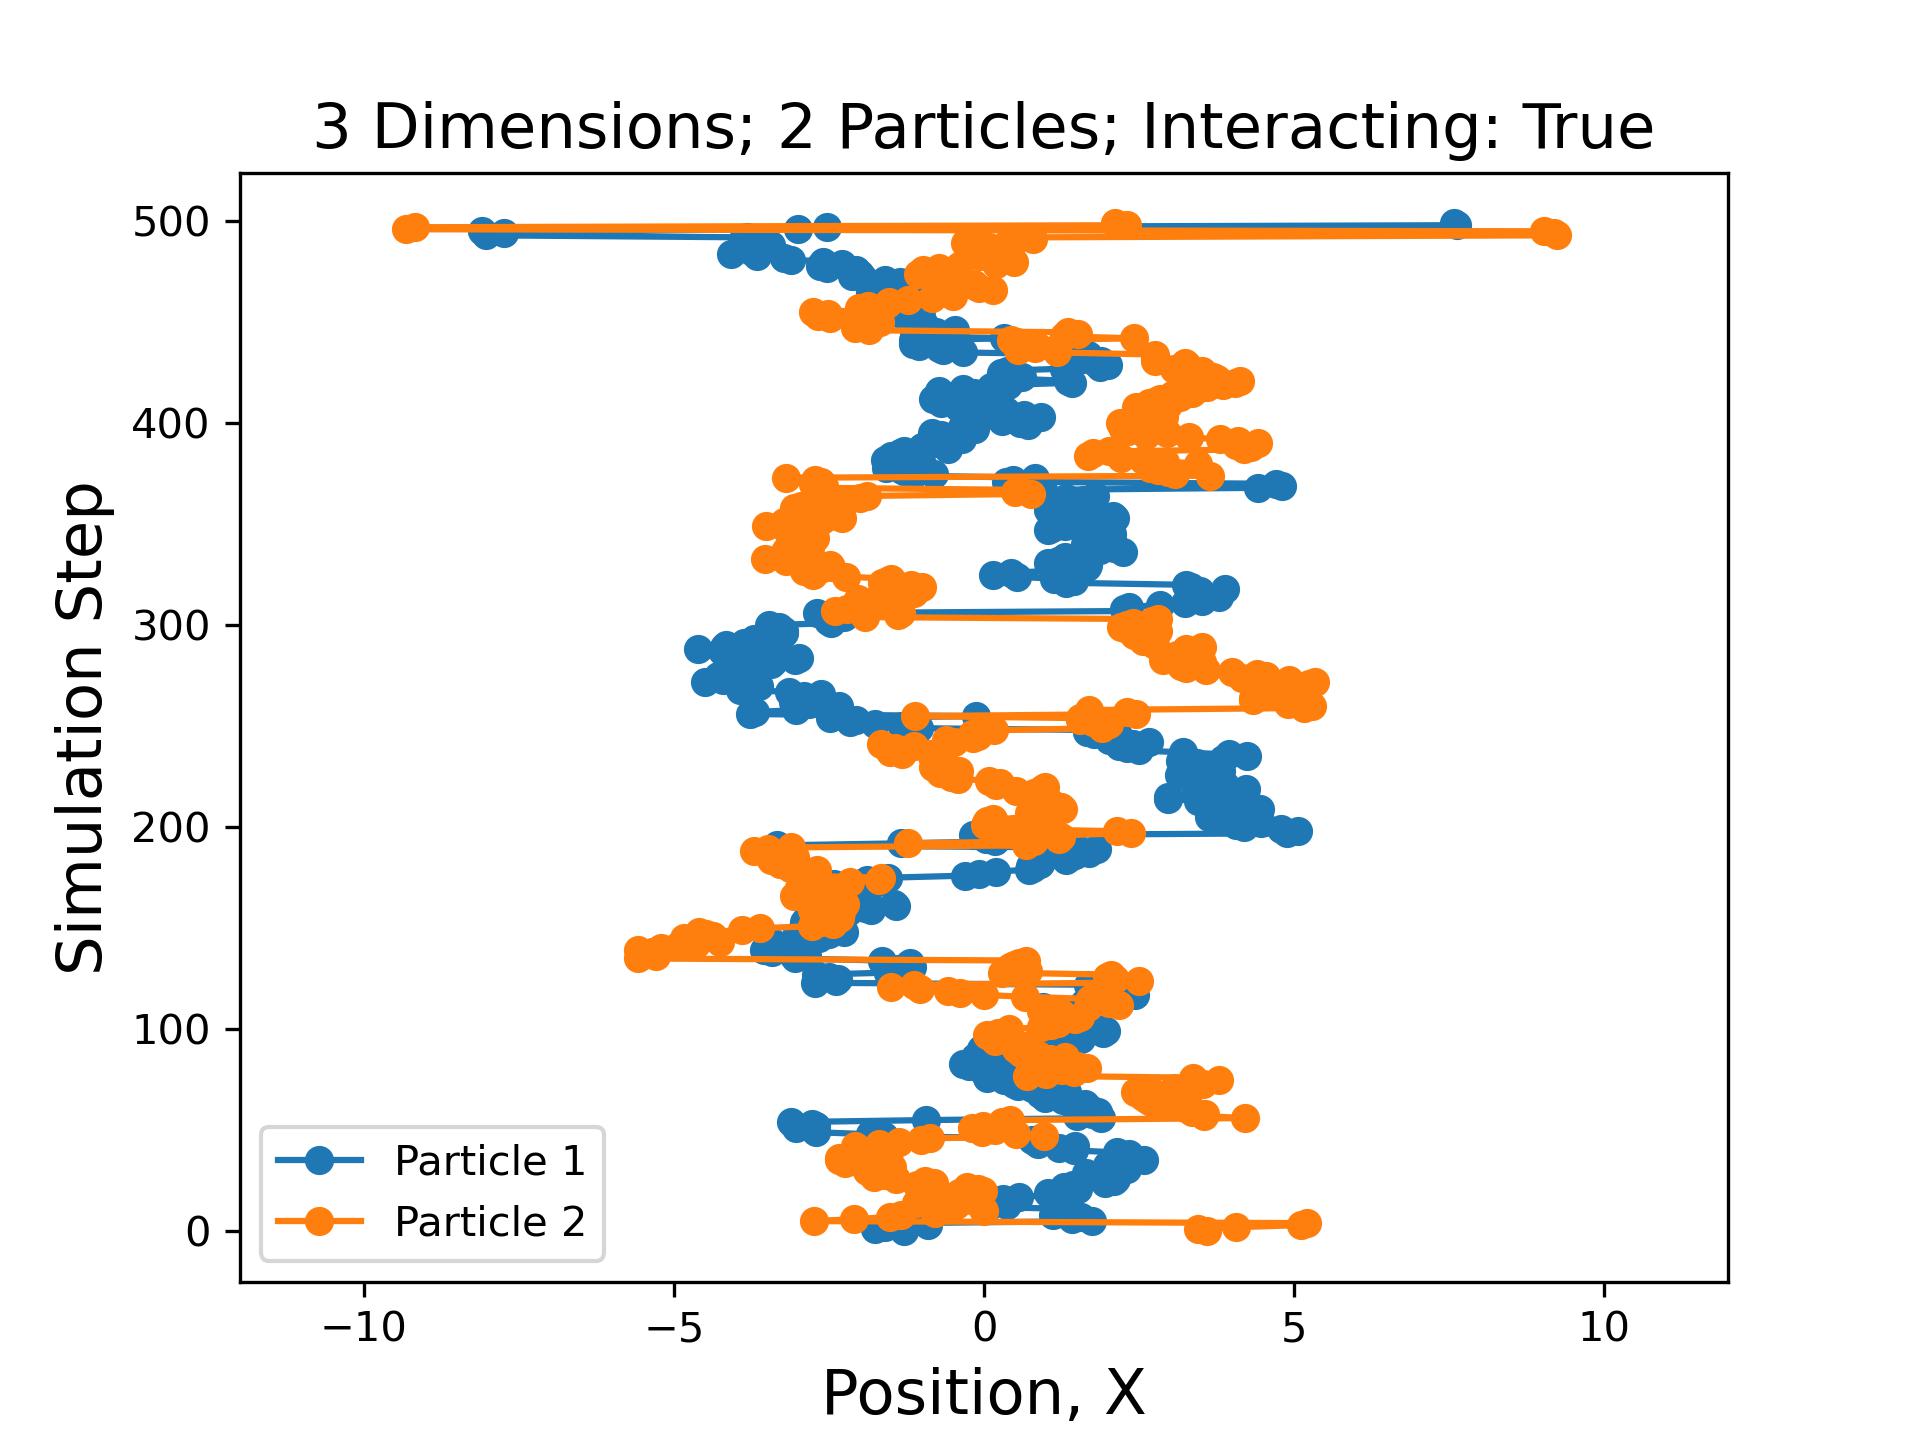 3 Dimensions; 2 Particles; Interacting: True
Simulation Step
500
400
300
200
100
0
Particle 1
Particle 2
−10
−5
0
5
10
Position, X